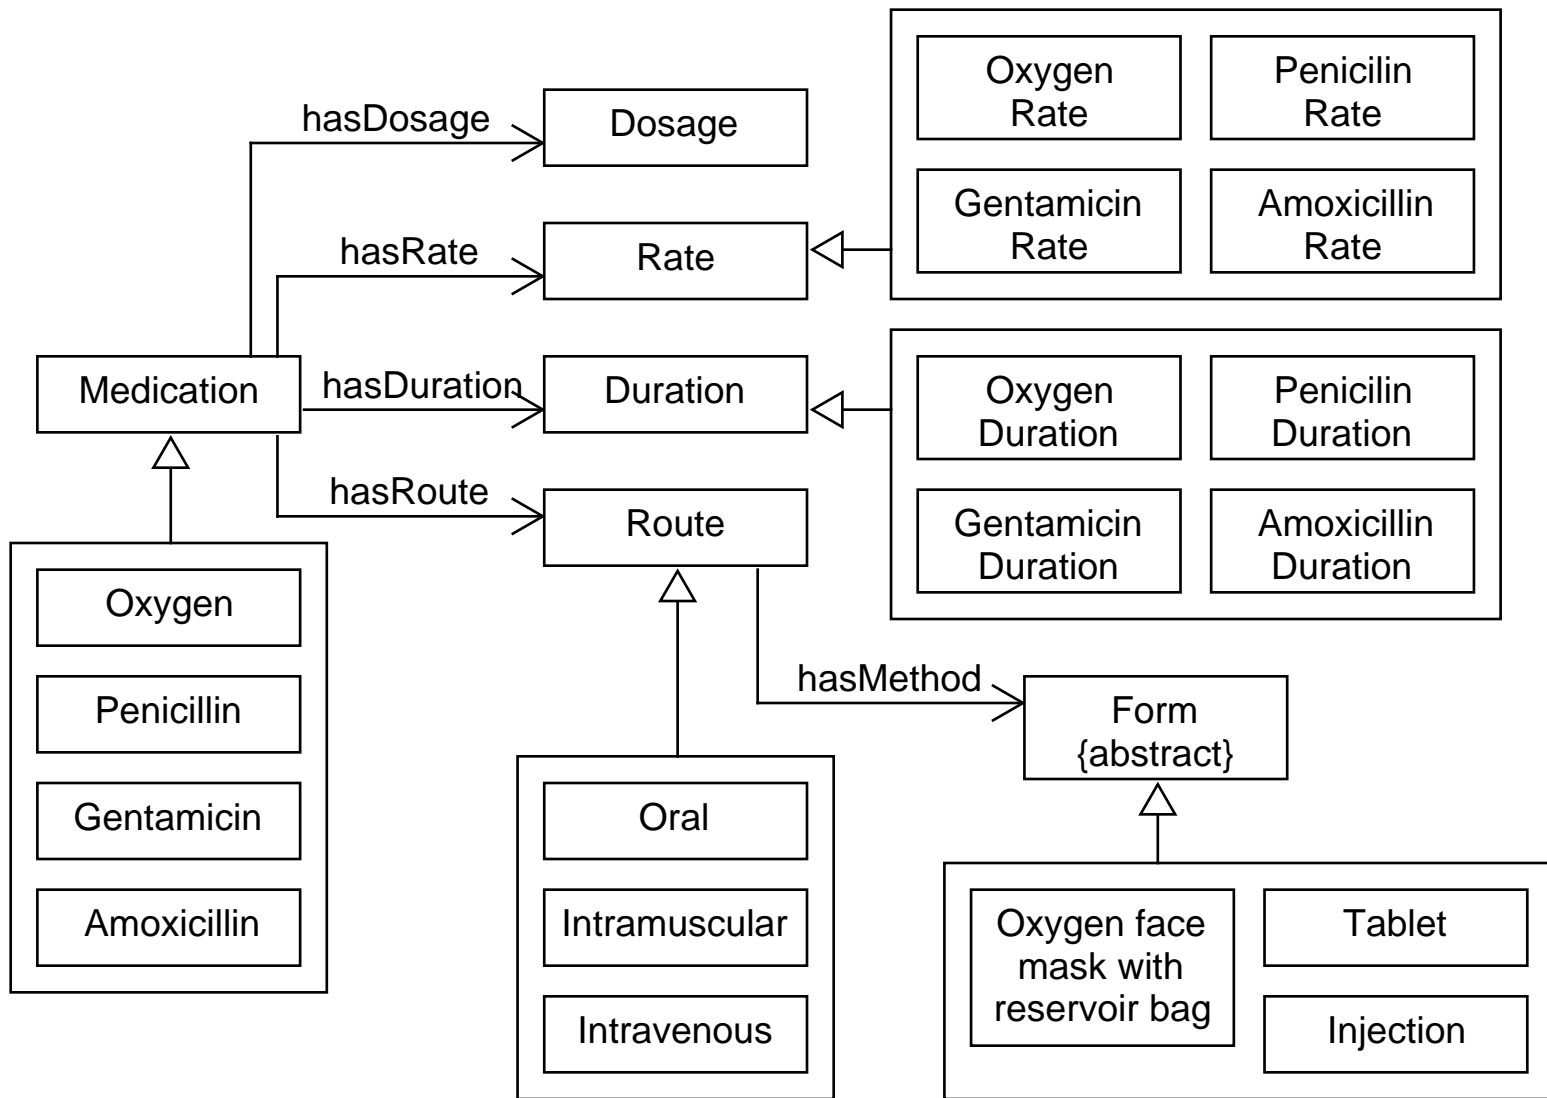 Oxygen
Rate
Penicilin
Rate
hasDosage
Dosage
Gentamicin
Rate
Amoxicillin
Rate
hasRate
Rate
Medication
hasDuration
Duration
Oxygen
Duration
Penicilin
Duration
hasRoute
Route
Gentamicin
Duration
Amoxicillin
Duration
Oxygen
Penicillin
Gentamicin
Amoxicillin
hasMethod
Form
{abstract}
Oral
Intramuscular
Intravenous
Oxygen face
mask with
reservoir bag
Tablet
Injection